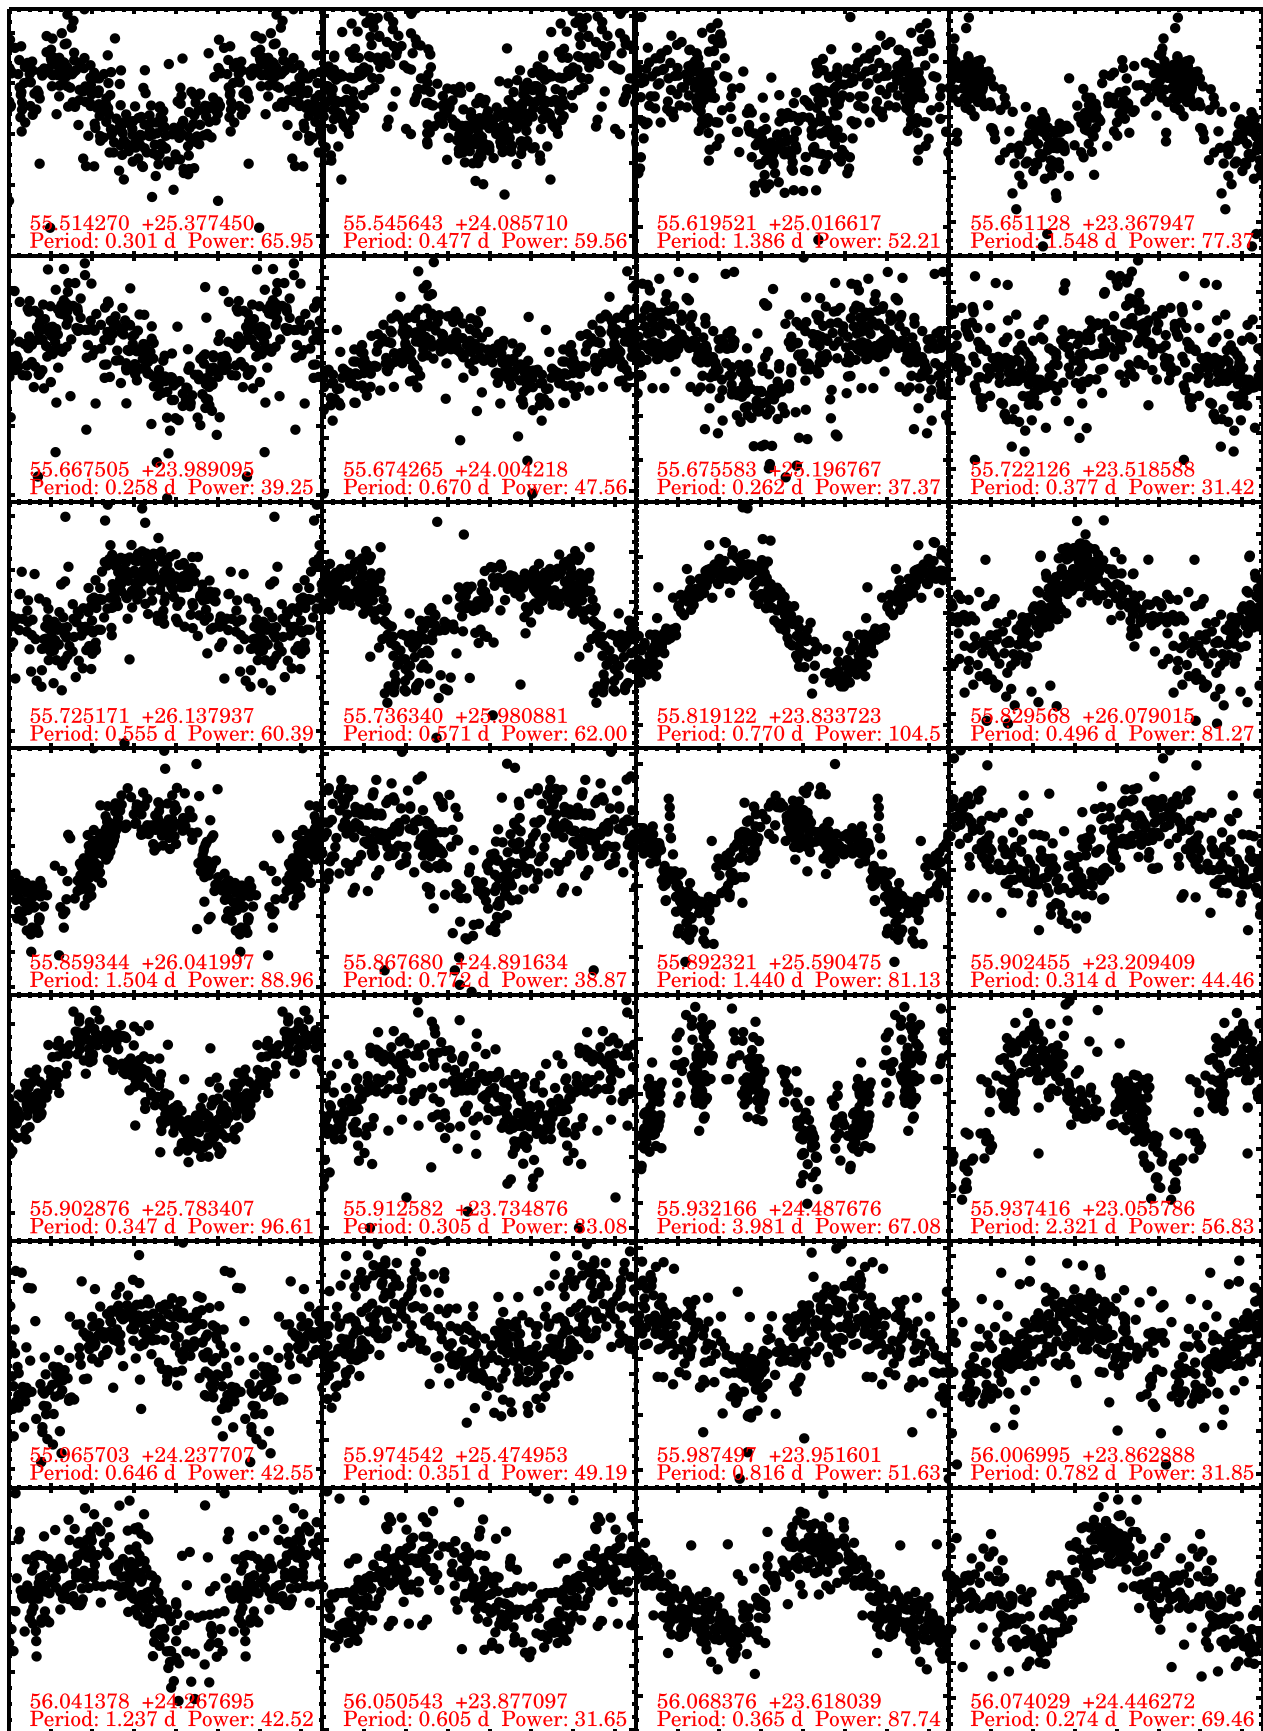 55.514270 +25.377450
Period: 0.301 d Power: 65.95
55.545643 +24.085710
Period: 0.477 d Power: 59.56
55.619521 +25.016617
Period: 1.386 d Power: 52.21
55.651128 +23.367947
Period: 1.548 d Power: 77.37
55.667505 +23.989095
Period: 0.258 d Power: 39.25
55.674265 +24.004218
Period: 0.670 d Power: 47.56
55.675583 +25.196767
Period: 0.262 d Power: 37.37
55.722126 +23.518588
Period: 0.377 d Power: 31.42
55.725171 +26.137937
Period: 0.555 d Power: 60.39
55.736340 +25.980881
Period: 0.571 d Power: 62.00
55.819122 +23.833723
Period: 0.770 d Power: 104.5
55.829568 +26.079015
Period: 0.496 d Power: 81.27
55.859344 +26.041997
Period: 1.504 d Power: 88.96
55.867680 +24.891634
Period: 0.772 d Power: 38.87
55.892321 +25.590475
Period: 1.440 d Power: 81.13
55.902455 +23.209409
Period: 0.314 d Power: 44.46
55.902876 +25.783407
Period: 0.347 d Power: 96.61
55.912582 +23.734876
Period: 0.305 d Power: 33.08
55.932166 +24.487676
Period: 3.981 d Power: 67.08
55.937416 +23.055786
Period: 2.321 d Power: 56.83
55.965703 +24.237707
Period: 0.646 d Power: 42.55
55.974542 +25.474953
Period: 0.351 d Power: 49.19
55.987497 +23.951601
Period: 0.816 d Power: 51.63
56.006995 +23.862888
Period: 0.782 d Power: 31.85
56.041378 +24.267695
Period: 1.237 d Power: 42.52
56.050543 +23.877097
Period: 0.605 d Power: 31.65
56.068376 +23.618039
Period: 0.365 d Power: 87.74
56.074029 +24.446272
Period: 0.274 d Power: 69.46